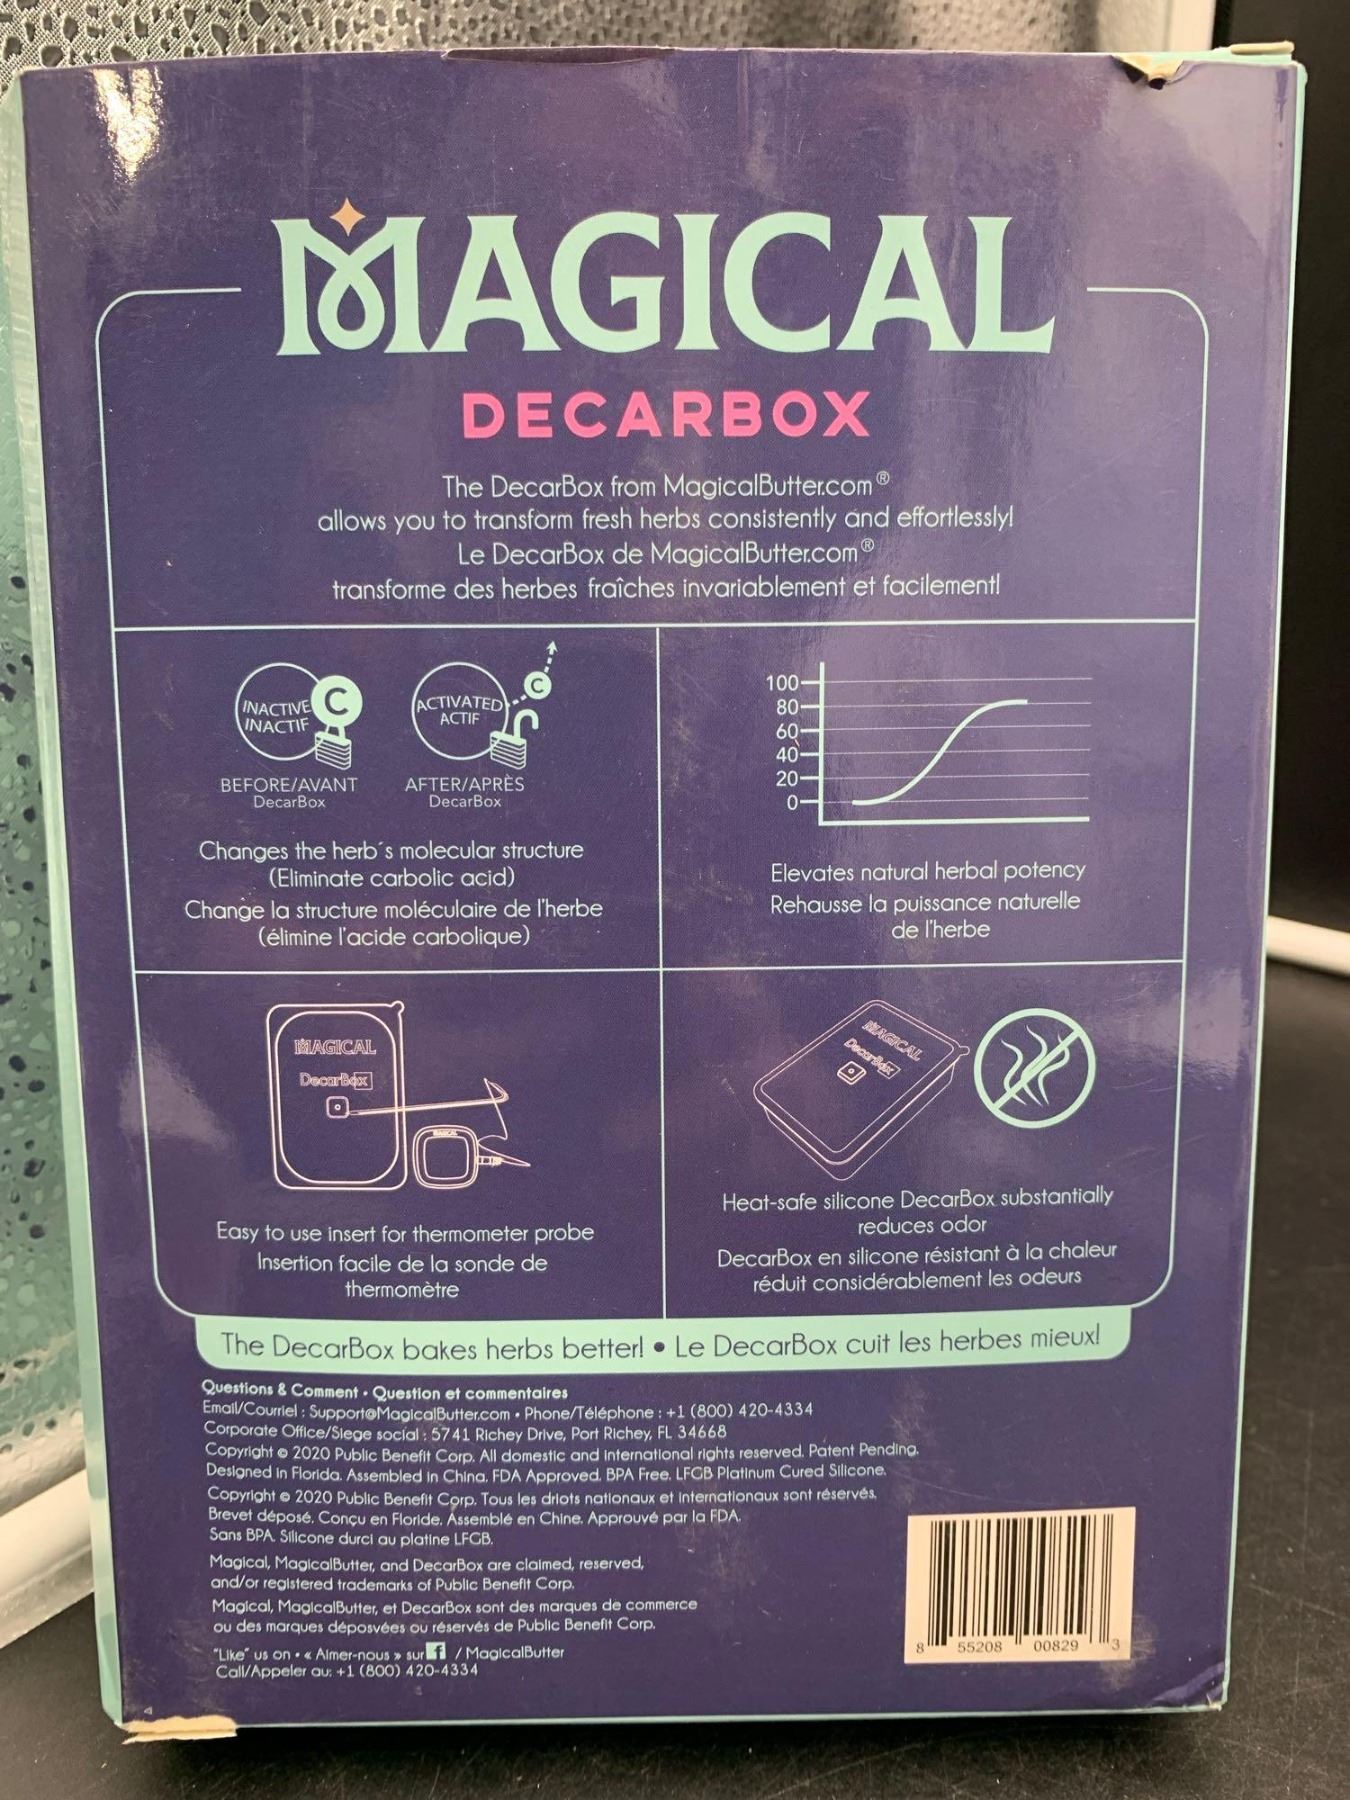 MAGICAL
DECARBOX
The DecarBox from MagicalButter.com®
allows you to transform fresh herbs consistently and effortlessly!
Le DecarBox de MagicalButter.com®
transforme des herbes fraîches invariablement et facilement!
INACTIVE
INACTIF
C
BEFORE/AVANT
DecarBox
ACTIVATED
ACTIF
C
AFTER/APRÈS
DecarBox
Changes the herb´s molecular structure
(Eliminate carbolic acid)
Change la structure moléculaire de l'herbe
(élimine l'acide carbolique)
100
80
60
40
20
0
Elevates natural herbal potency
Rehausse la puissance naturelle
de l'herbe
MAGICAL
DecarBox
MAGICAL
Easy to use insert for thermometer probe
Insertion facile de la sonde de
thermomètre
MAGICAL
DecarBox
Heat-safe silicone DecarBox substantially
reduces odor
DecarBox en silicone résistant à la chaleur
réduit considérablement les odeurs
The DecarBox bakes herbs better! • Le DecarBox cuit les herbes mieux!
Questions & Comment • Question et commentaires
Email/Courriel : Support@MagicalButter.com • Phone/Téléphone : +1 (800) 420-4334
Corporate Office/Siege social : 5741 Richey Drive, Port Richey, FL 34668
Copyright © 2020 Public Benefit Corp. All domestic and international rights reserved. Patent Pending.
Designed in Florida. Assembled in China. FDA Approved. BPA Free. LFGB Platinum Cured Silicone.
Copyright © 2020 Public Benefit Corp. Tous les driots nationaux et internationaux sont réservés.
Brevet déposé. Conçu en Floride. Assemblé en Chine. Approuvé par la FDA.
Sans BPA. Silicone durci au platine LFGB.
Magical, MagicalButter, and DecarBox are claimed, reserved,
and/or registered trademarks of Public Benefit Corp.
Magical, MagicalButter, et DecarBox sont des marques de commerce
ou des marques déposvées ou réservés de Public Benefit Corp.
"Like" us on • « Aimer-nous » sur f / MagicalButter
Call/Appeler au: +1 (800) 420-4334
8 55208 00829 3